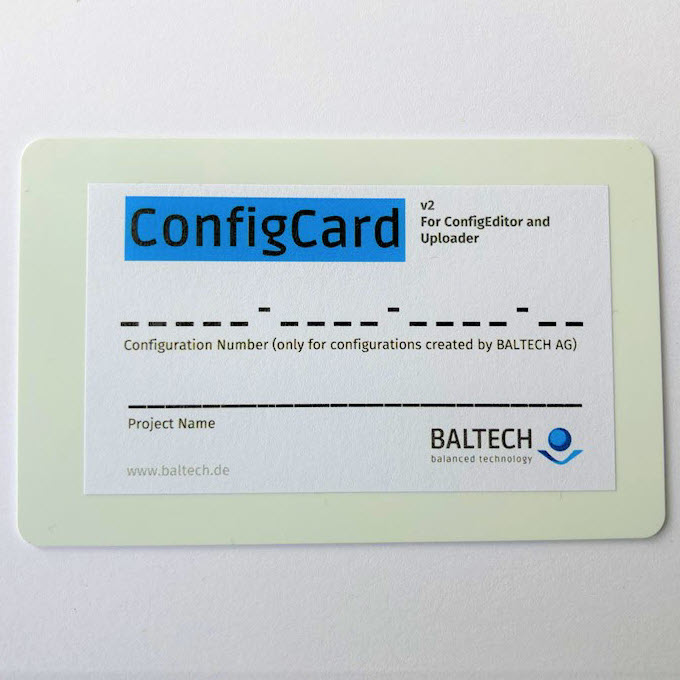 ConfigCard
v2
For ConfigEditor and
Uploader
_ _ _ _ _ - _ _ _ _ - _ _ _ _ - _ _
Configuration Number (only for configurations created by BALTECH AG)
Project Name
BALTECH
balanced technology
www.baltech.de